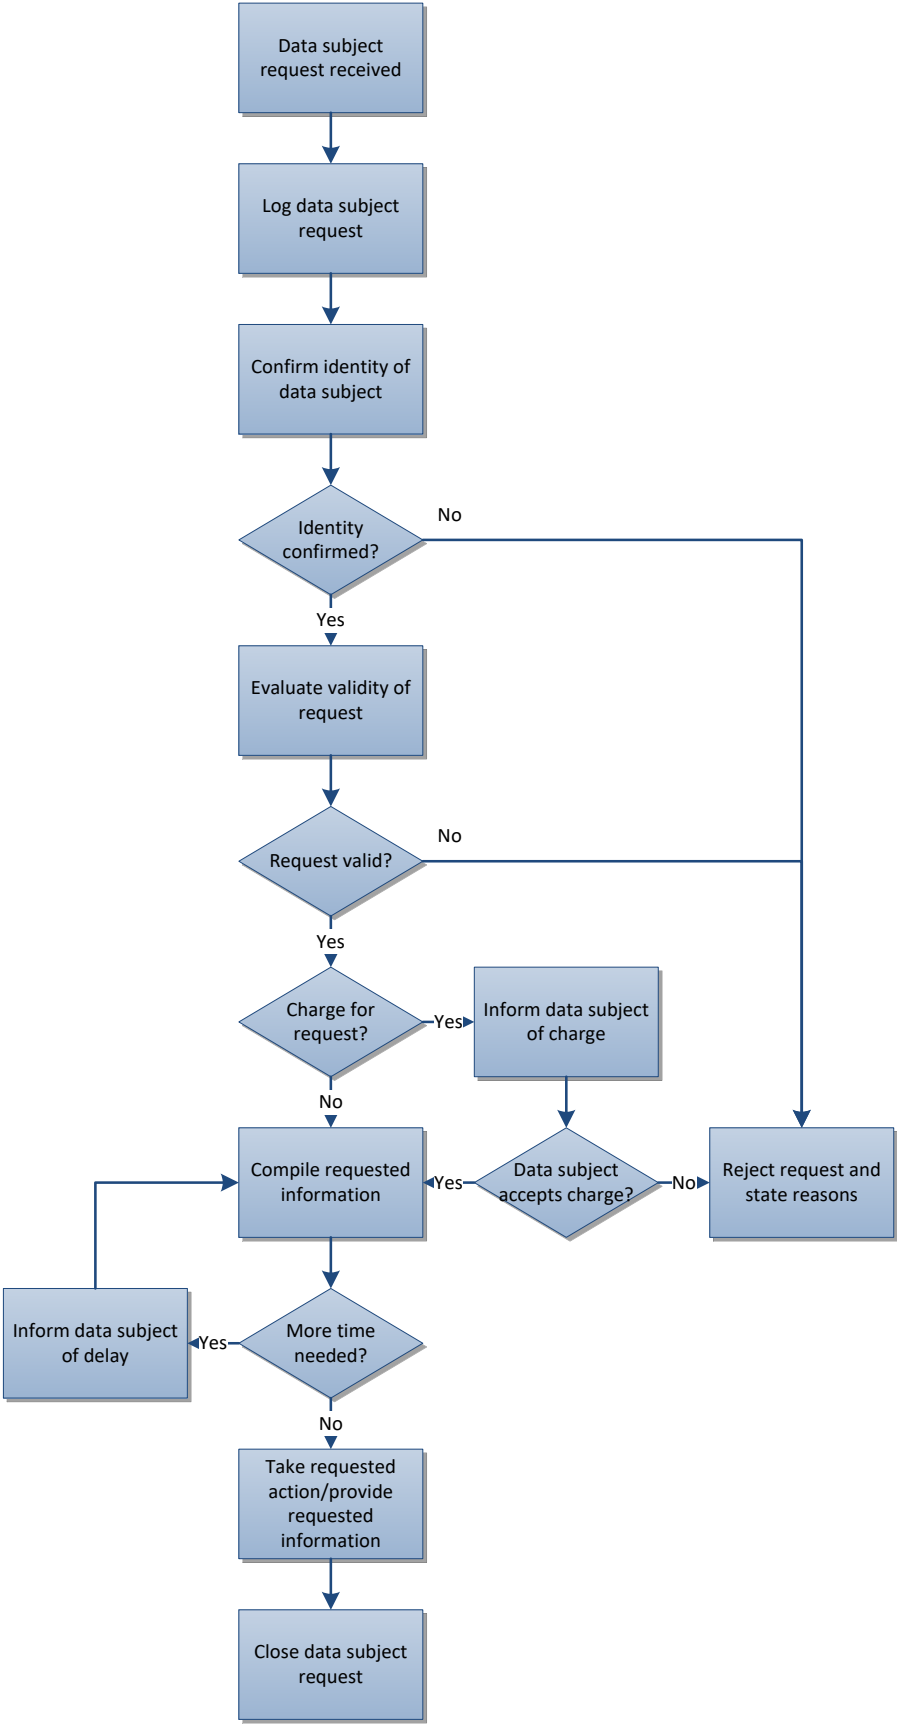 Data subject
request received
Log data subject
request
Confirm identity of
data subject
Identity
confirmed?
No
Yes
Evaluate validity of
request
Request valid?
No
Yes
Charge for
request?
Yes
Inform data subject
of charge
No
Compile requested
information
Yes
Data subject
accepts charge?
No
Reject request and
state reasons
Inform data subject
of delay
Yes
More time
needed?
No
Take requested
action/provide
requested
information
Close data subject
request